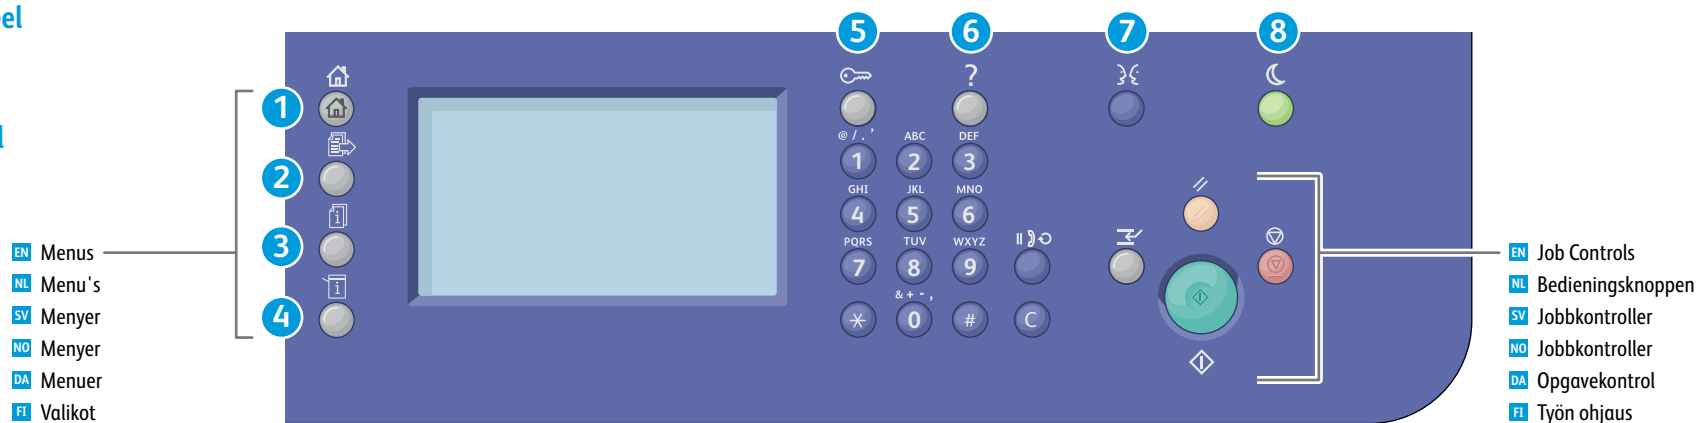 el
l
5 6 7 8
?
1
@ / . ' ABC DEF
1 2 3
2
GHI JKL MNO
4 5 6
3
PQRS TUV WXYZ
7 8 9
& + - ,
4
* 0 # C
EN Menus
NL Menu's
SV Menyer
NO Menyer
DA Menuer
FI Valikot
EN Job Controls
NL Bedieningsknoppen
SV Jobbkontroller
NO Jobbkontroller
DA Opgavekontrol
FI Työn ohjaus